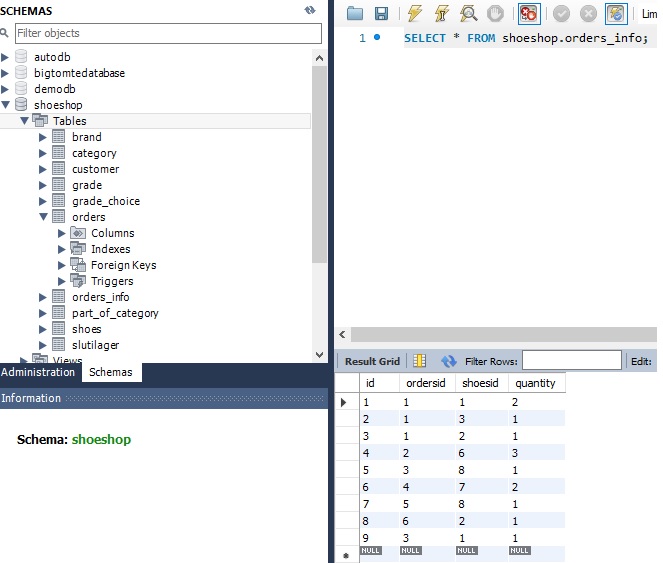 SCHEMAS
Filter objects
autodb
bigtomtedatabase
demodb
shoeshop
Tables
brand
category
customer
grade
grade_choice
orders
Columns
Indexes
Foreign Keys
Triggers
orders_info
part_of_category
shoes
slutilager
Views
Administration Schemas
Information
Schema: shoeshop
Lim
1 SELECT * FROM shoeshop.orders_info;
Result Grid Filter Rows: Edit:
id ordersid shoesid quantity
1 1 1 2
2 1 3 1
3 1 2 1
4 2 6 3
5 3 8 1
6 4 7 2
7 5 8 1
8 6 2 1
9 3 1 1
NULL NULL NULL NULL